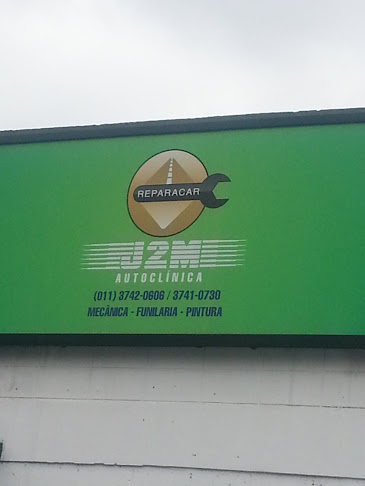 REPARACAR
J2M
AUTOCLÍNICA
(011) 3742-0606 / 3741-0730
MECÂNICA - FUNILARIA - PINTURA